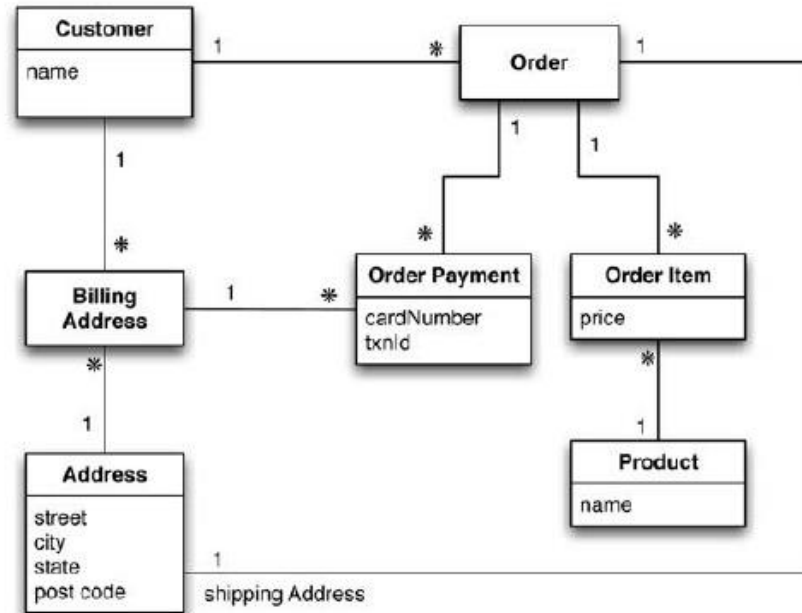 Customer
name
1
*
Order
1
1
*
1
1
*
*
Billing
Address
1
*
Order Payment
cardNumber
txnId
Order Item
price
*
1
*
1
Address
street
city
state
post code
Product
name
1
shipping Address